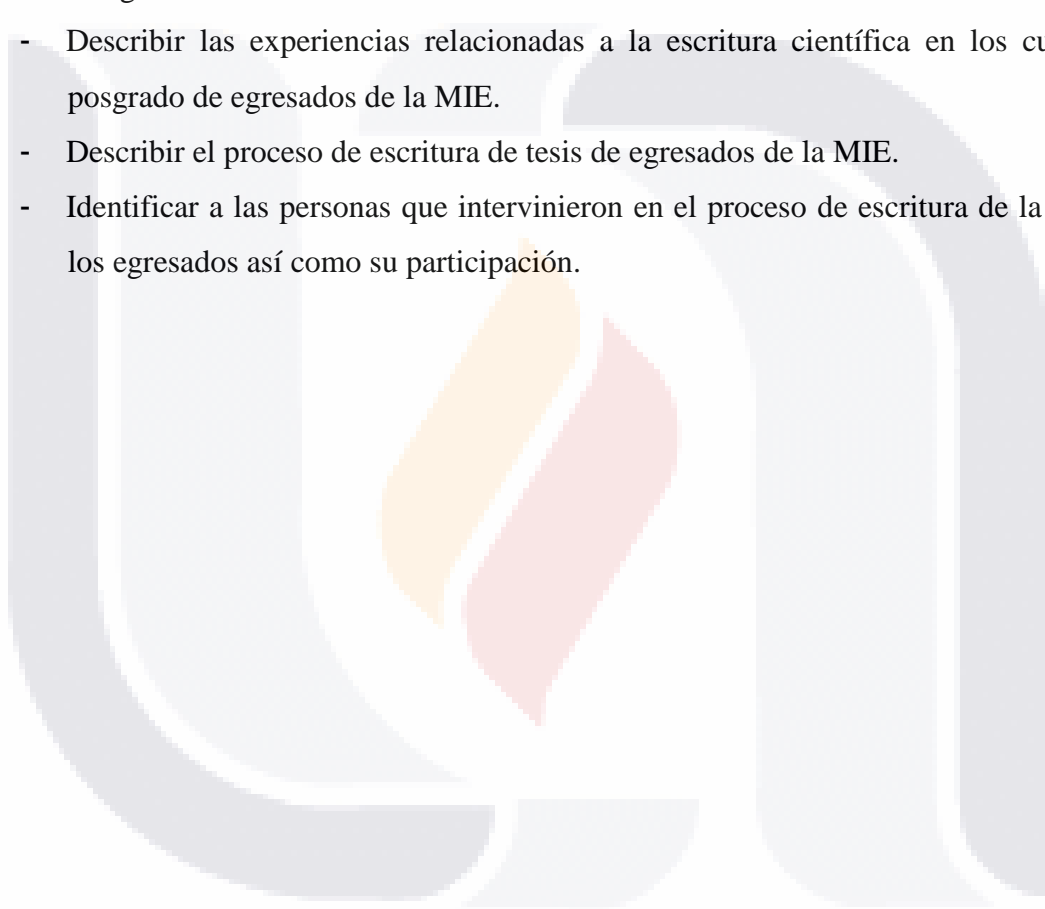 - Describir las experiencias relacionadas a la escritura científica en los
posgrado de egresados de la MIE.
- Describir el proceso de escritura de tesis de egresados de la MIE.
- Identificar a las personas que intervinieron en el proceso de escritura de la
los egresados así como su participación.